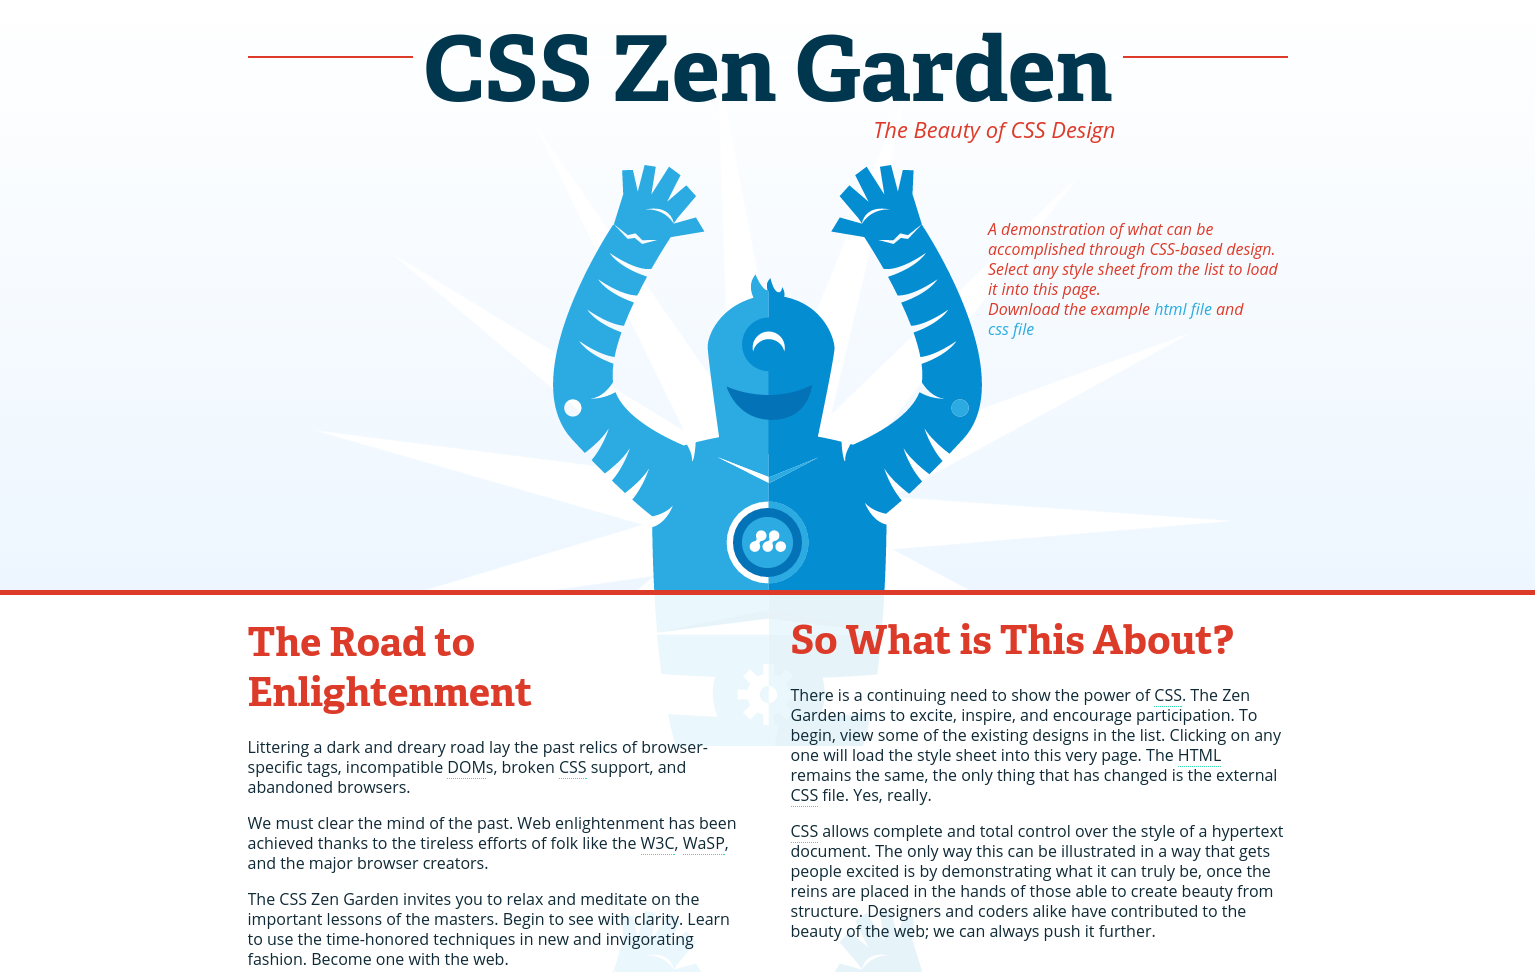 CSS Zen Garden
The Beauty of CSS Design
A demonstration of what can be
accomplished through CSS-based design.
Select any style sheet from the list to load
it into this page.
Download the example html file and
css file
The Road to
Enlightenment
Littering a dark and dreary road lay the past relics of browser-
specific tags, incompatible DOMs, broken CSS support, and
abandoned browsers.
We must clear the mind of the past. Web enlightenment has been
achieved thanks to the tireless efforts of folk like the W3C, WaSP,
and the major browser creators.
The CSS Zen Garden invites you to relax and meditate on the
important lessons of the masters. Begin to see with clarity. Learn
to use the time-honored techniques in new and invigorating
fashion. Become one with the web.
So What is This About?
There is a continuing need to show the power of CSS. The Zen
Garden aims to excite, inspire, and encourage participation. To
begin, view some of the existing designs in the list. Clicking on any
one will load the style sheet into this very page. The HTML
remains the same, the only thing that has changed is the external
CSS file. Yes, really.
CSS allows complete and total control over the style of a hypertext
document. The only way this can be illustrated in a way that gets
people excited is by demonstrating what it can truly be, once the
reins are placed in the hands of those able to create beauty from
structure. Designers and coders alike have contributed to the
beauty of the web; we can always push it further.